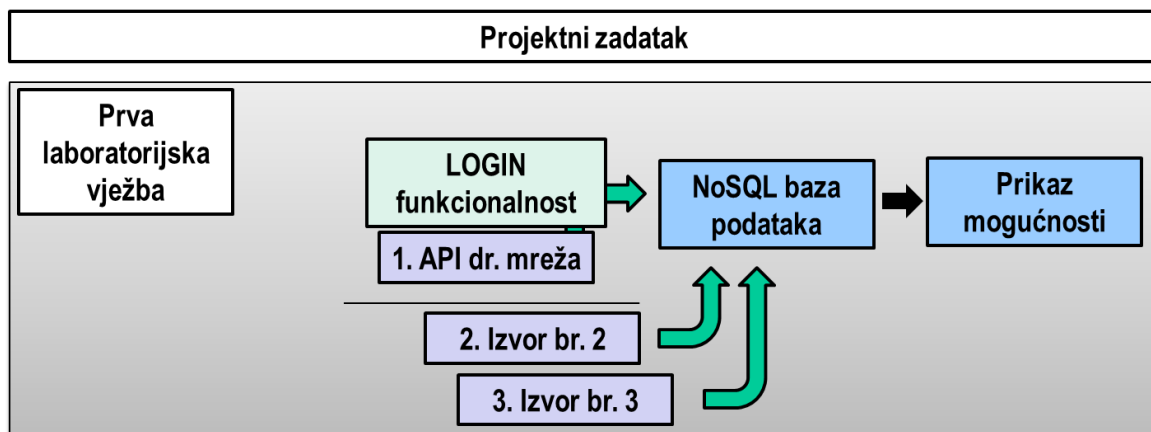 Projektni zadatak
Prva
laboratorijska
vježba
LOGIN
funkcionalnost
1. API dr. mreža
NoSQL baza
podataka
Prikaz
mogućnosti
2. Izvor br. 2
3. Izvor br. 3